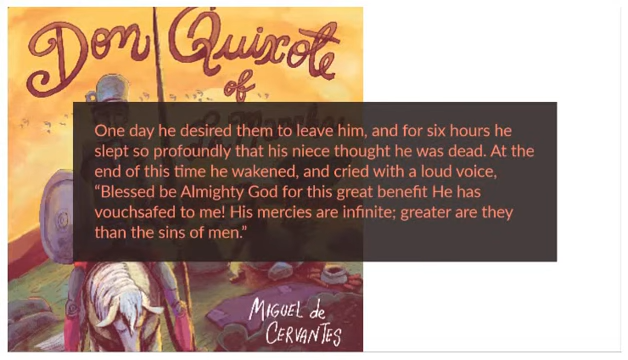 Don Quixote
of
One day he desired them to leave him, and for six hours he
slept so profoundly that his niece thought he was dead. At the
end of this time he wakened, and cried with a loud voice,
“Blessed be Almighty God for this great benefit He has
vouchsafed to me! His mercies are infinite; greater are they
than the sins of men.”
MIGUEL de
CERVANTES